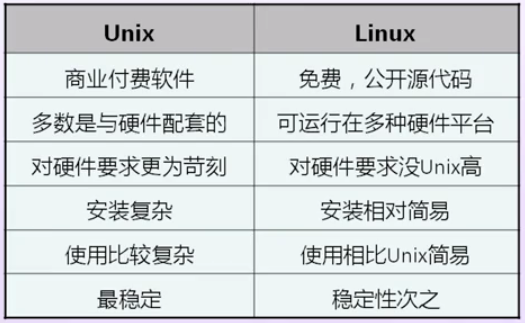 Unix Linux
商业付费软件 免费，公开源代码
多数是与硬件配套的 可运行在多种硬件平台
对硬件要求更为苛刻 对硬件要求没Unix高
安装复杂 安装相对简易
使用比较复杂 使用相比Unix简易
最稳定 稳定性次之